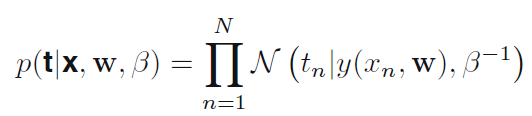 p(t|x, w, β) = ∏_{n=1}^{N} 𝒩 (t_n|y(x_n, w), β^{-1})